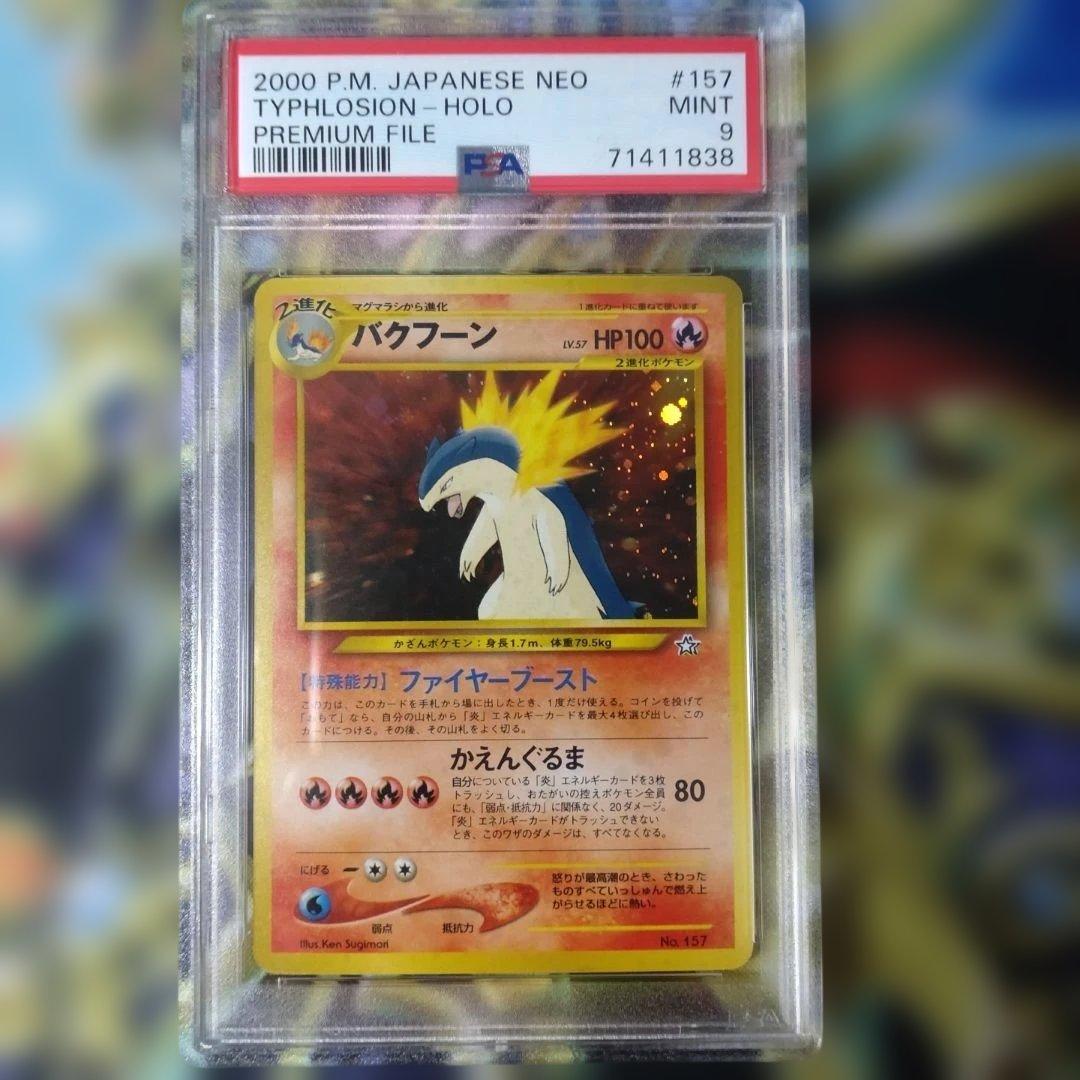 2000 P.M. JAPANESE NEO #157
TYPHLOSION - HOLO MINT
PREMIUM FILE 9
PSA 71411838
2進化
マグマラシから進化 1進化カードに重ねて使います
バクフーン LV.57 HP100
2進化ポケモン
かざんポケモン:身長1.7m、体重79.5kg
【特殊能力】ファイヤーブースト
この力は、このカードを手札から場に出したとき、1度だけ使える。コインを投げて
「おもて」なら、自分の山札から「炎」エネルギーカードを最大4枚選び出し、この
カードにつける。その後、その山札をよく切る。
かえんぐるま
自分についている「炎」エネルギーカードを3枚
トラッシュし、おたがいの控えポケモン全員
にも、「弱点・抵抗力」に関係なく、20ダメージ。
「炎」エネルギーカードがトラッシュできない
とき、このワザのダメージは、すべてなくなる。
80
にげる
怒りが最高潮のとき、さわった
ものすべていっしゅんで燃え上
がらせるほどに熱い。
弱点 抵抗力
Illus. Ken Sugimori No. 157